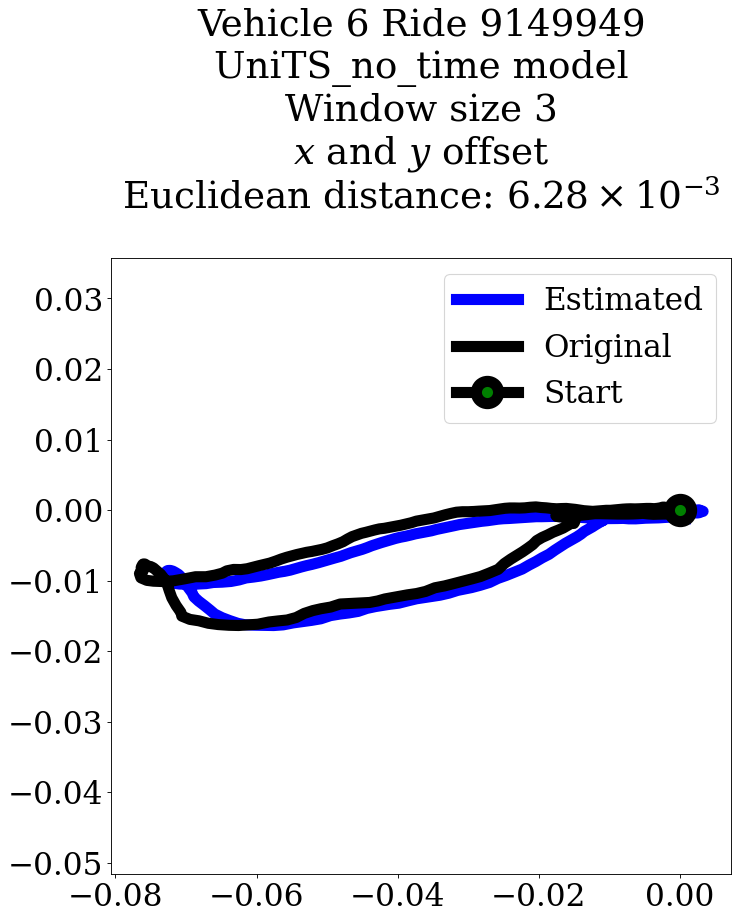 Vehicle 6 Ride 9149949
UniTS_no_time model
Window size 3
x and y offset
Euclidean distance: 6.28 × 10⁻³
Estimated
Original
Start
0.03
0.02
0.01
0.00
−0.01
−0.02
−0.03
−0.04
−0.05
−0.08 −0.06 −0.04 −0.02 0.00